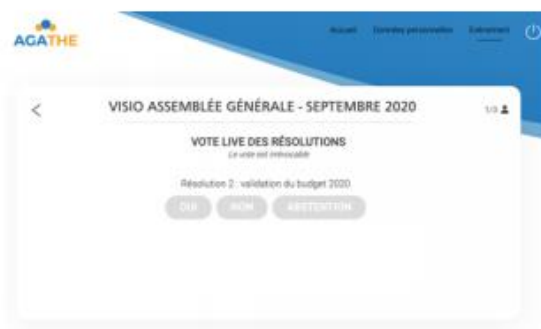 AGATHE
Accueil Données personnelles Evénement
VISIO ASSEMBLÉE GÉNÉRALE - SEPTEMBRE 2020
1/3
VOTE LIVE DES RÉSOLUTIONS
Le vote est irrévocable
Résolution 2 : validation du budget 2020
OUI NON ABSTENTION